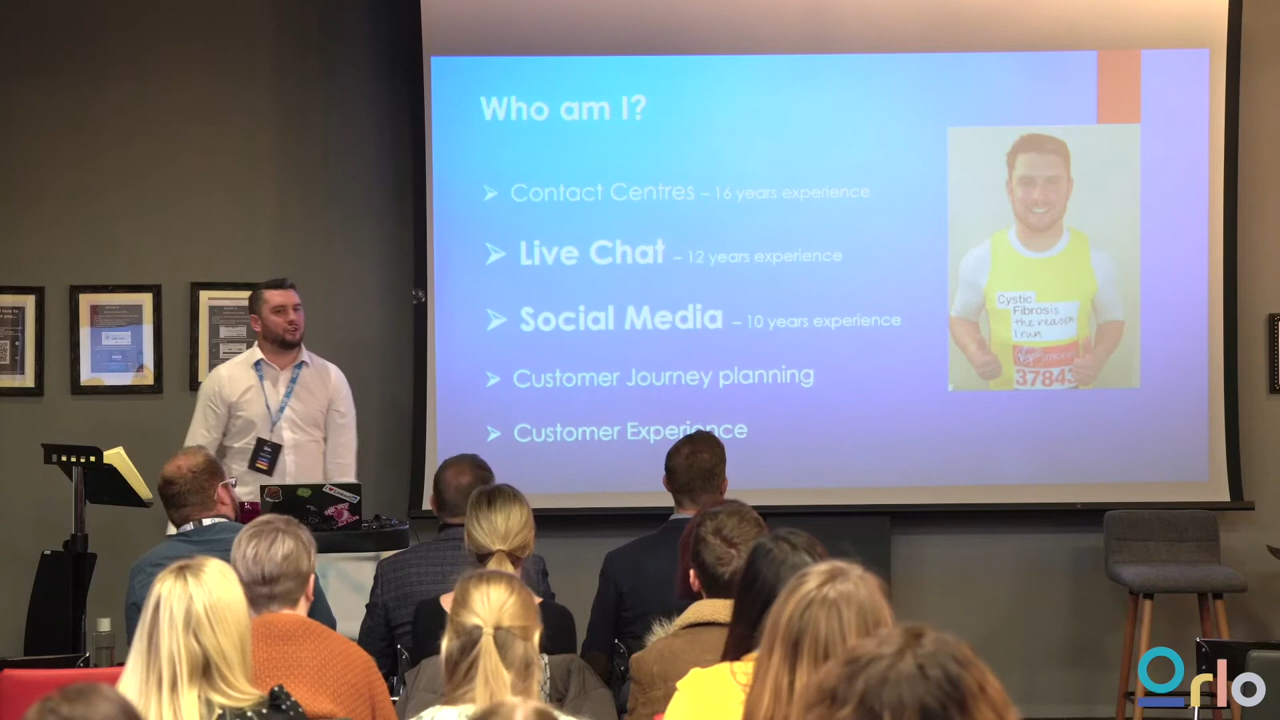 Who am I?
➢ Contact Centres – 16 years experience
➢ Live Chat – 12 years experience
➢ Social Media – 10 years experience
➢ Customer Journey planning
➢ Customer Experience
Cystic
Fibrosis
the reason
I run
37843
orlo